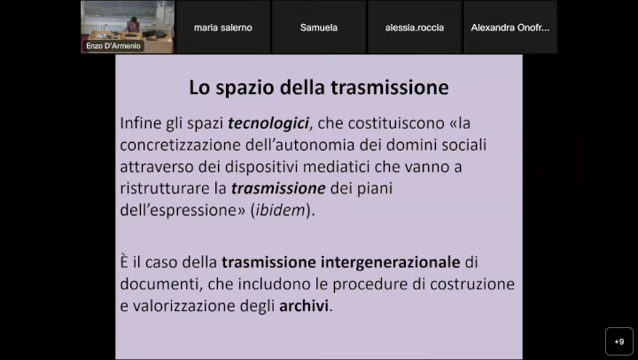 maria salerno
Samuela
alessia.roccia
Alexandra Onofr...
Enzo D'Armenio
Lo spazio della trasmissione
Infine gli spazi tecnologici, che costituiscono «la
concretizzazione dell'autonomia dei domini sociali
attraverso dei dispositivi mediatici che vanno a
ristrutturare la trasmissione dei piani
dell'espressione» (ibidem).
È il caso della trasmissione intergenerazionale di
documenti, che includono le procedure di costruzione
e valorizzazione degli archivi.
+9